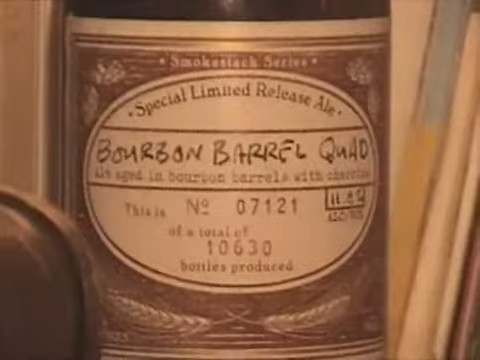 · Smokestack Series ·
· Special Limited Release Ale ·
BOURBON BARREL QUAD
Ale aged in bourbon barrels with cherries
This is Nº 07121
of a total of
10630
bottles produced